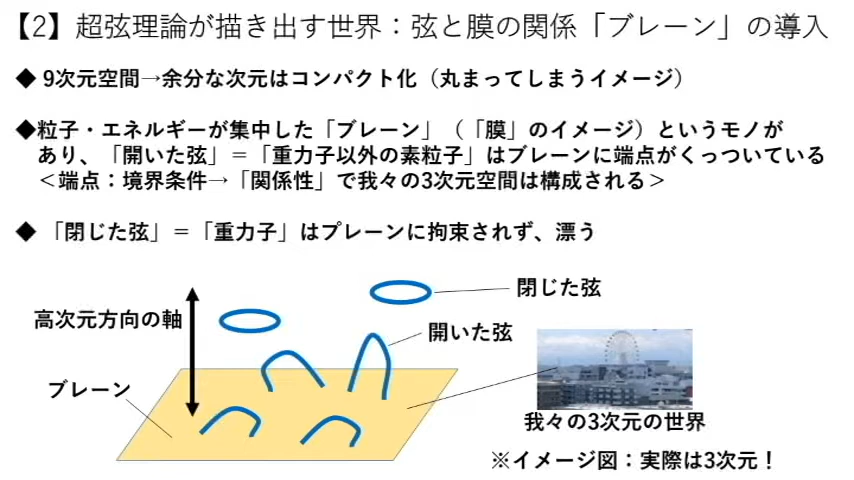 【2】超弦理論が描き出す世界：弦と膜の関係「ブレーン」の導入
◆ 9次元空間→余分な次元はコンパクト化（丸まってしまうイメージ）
◆粒子・エネルギーが集中した「ブレーン」（「膜」のイメージ）というモノが
あり、「開いた弦」＝「重力子以外の素粒子」はブレーンに端点がくっついている
＜端点：境界条件→「関係性」で我々の3次元空間は構成される＞
◆ 「閉じた弦」＝「重力子」はブレーンに拘束されず、漂う
閉じた弦
高次元方向の軸
開いた弦
ブレーン
我々の3次元の世界
※イメージ図：実際は3次元！